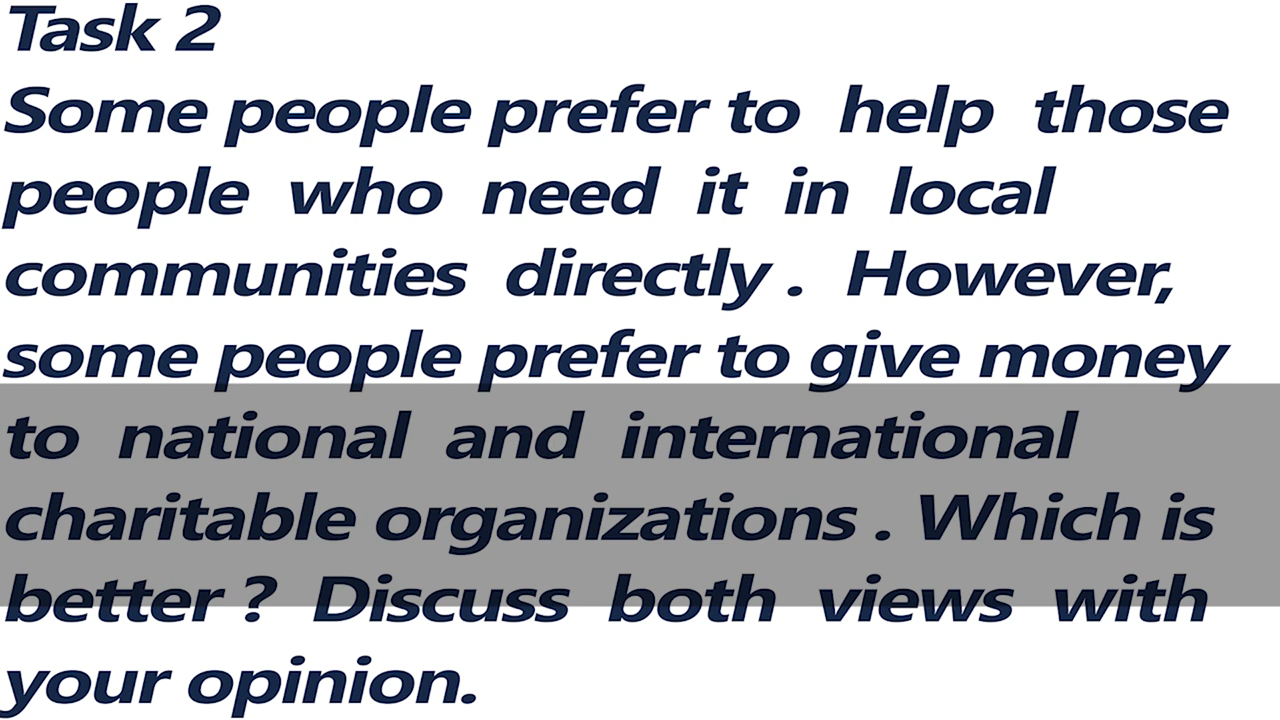 Task 2
Some people prefer to help those
people who need it in local
communities directly . However,
some people prefer to give money
to national and international
charitable organizations . Which is
better ? Discuss both views with
your opinion.